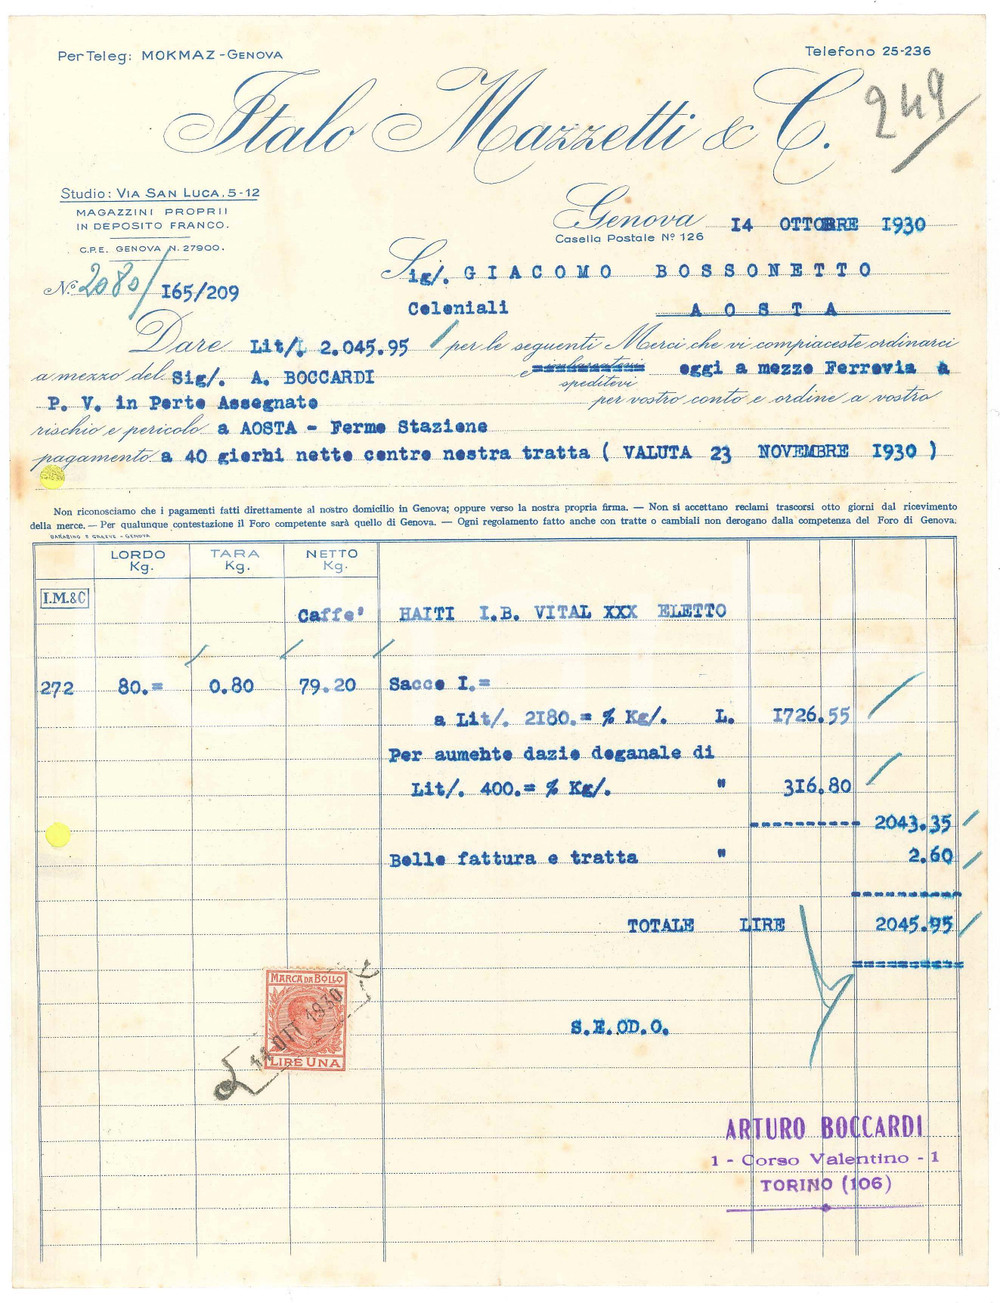 Per Teleg: MOKMAZ - GENOVA
Telefono 25-236
Italo Mazzetti & C.
249
Studio: VIA SAN LUCA. 5-12
MAGAZZINI PROPRII
IN DEPOSITO FRANCO.
C.P.E. GENOVA N. 27900.
Genova 14 OTTOBRE 1930
Casella Postale Nº 126
Nº 2080/ 165/209
Sig/. GIACOMO BOSSONETTO
Coloniali
AOSTA
Dare Lit/. 2.045.95 per le seguenti Merci che vi compiaceste ordinarci
a mezzo del Sig/. A. BOCCARDI e speditevi oggi a mezzo Ferrovia a
P. V. in Porto Assegnato per vostro conto e ordine a vostro
rischio e pericolo a AOSTA - Fermo Stazione
pagamento a 40 giorni netto contro nostra tratta ( VALUTA 23 NOVEMBRE 1930 )
Non riconosciamo che i pagamenti fatti direttamente al nostro domicilio in Genova; oppure verso la nostra propria firma. — Non si accettano reclami trascorsi otto giorni dal ricevimento
della merce. — Per qualunque contestazione il Foro competente sarà quello di Genova. — Ogni regolamento fatto anche con tratte o cambiali non derogano dalla competenza del Foro di Genova.
LORDO Kg. TARA Kg. NETTO Kg.
I.M.&C
Caffe' HAITI I.B. VITAL XXX ELETTO
272 80.= 0.80 79.20 Sacco I.=
a Lit/. 2180.= % Kg/. L. 1726.55
Per aumento dazio doganale di
Lit/. 400.= % Kg/. " 316.80
2043.35
Bollo fattura e tratta " 2.60
TOTALE LIRE 2045.95
MARCA DA BOLLO
14 OTT 1930
LIRE UNA
S.E.OD.O.
ARTURO BOCCARDI
1 - Corso Valentino - 1
TORINO (106)